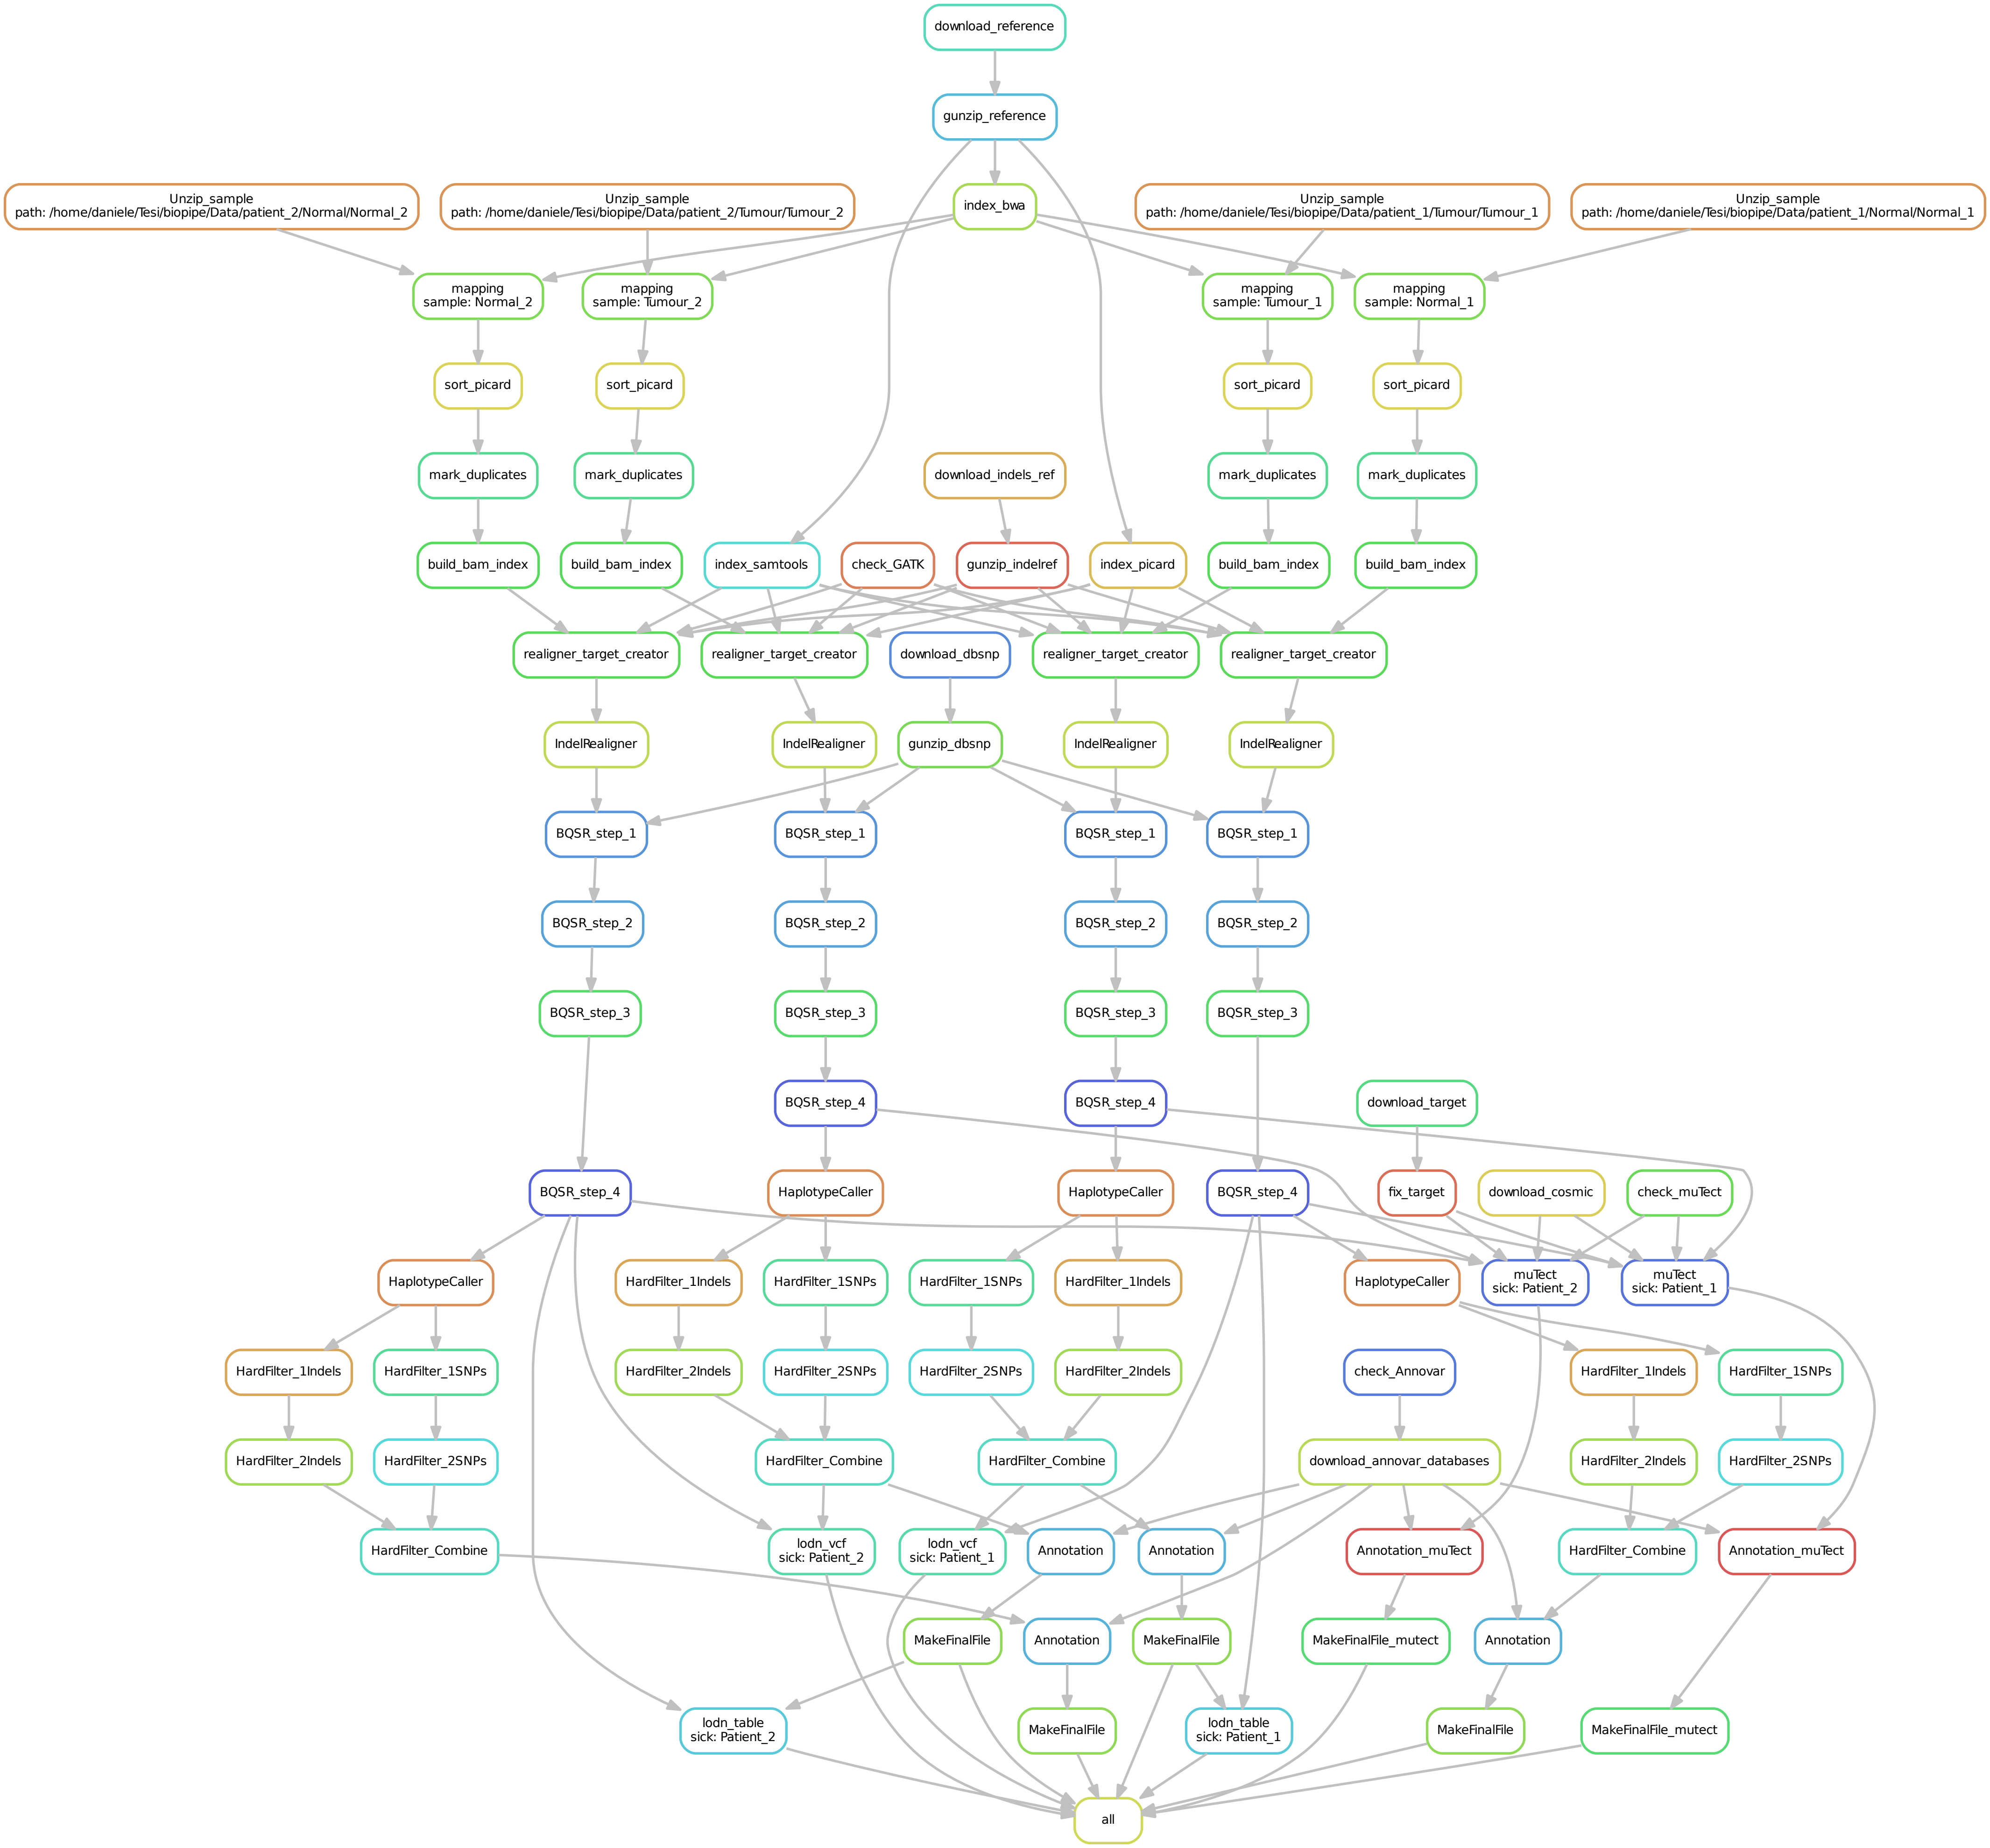 download_reference
gunzip_reference
Unzip_sample
path: /home/daniele/Tesi/biopipe/Data/patient_2/Normal/Normal_2
Unzip_sample
path: /home/daniele/Tesi/biopipe/Data/patient_2/Tumour/Tumour_2
index_bwa
Unzip_sample
path: /home/daniele/Tesi/biopipe/Data/patient_1/Tumour/Tumour_1
Unzip_sample
path: /home/daniele/Tesi/biopipe/Data/patient_1/Normal/Normal_1
mapping
sample: Normal_2
mapping
sample: Tumour_2
mapping
sample: Tumour_1
mapping
sample: Normal_1
sort_picard
sort_picard
sort_picard
sort_picard
mark_duplicates
mark_duplicates
download_indels_ref
mark_duplicates
mark_duplicates
build_bam_index
build_bam_index
index_samtools
check_GATK
gunzip_indelref
index_picard
build_bam_index
build_bam_index
realigner_target_creator
realigner_target_creator
download_dbsnp
realigner_target_creator
realigner_target_creator
IndelRealigner
IndelRealigner
gunzip_dbsnp
IndelRealigner
IndelRealigner
BQSR_step_1
BQSR_step_1
BQSR_step_1
BQSR_step_1
BQSR_step_2
BQSR_step_2
BQSR_step_2
BQSR_step_2
BQSR_step_3
BQSR_step_3
BQSR_step_3
BQSR_step_3
BQSR_step_4
BQSR_step_4
download_target
BQSR_step_4
HaplotypeCaller
HaplotypeCaller
BQSR_step_4
fix_target
download_cosmic
check_muTect
HaplotypeCaller
HardFilter_1Indels
HardFilter_1SNPs
HardFilter_1SNPs
HardFilter_1Indels
HaplotypeCaller
muTect
sick: Patient_2
muTect
sick: Patient_1
HardFilter_1Indels
HardFilter_1SNPs
HardFilter_2Indels
HardFilter_2SNPs
HardFilter_2SNPs
HardFilter_2Indels
check_Annovar
HardFilter_1Indels
HardFilter_1SNPs
HardFilter_2Indels
HardFilter_2SNPs
HardFilter_Combine
HardFilter_Combine
download_annovar_databases
HardFilter_2Indels
HardFilter_2SNPs
HardFilter_Combine
lodn_vcf
sick: Patient_2
lodn_vcf
sick: Patient_1
Annotation
Annotation
Annotation_muTect
HardFilter_Combine
Annotation_muTect
MakeFinalFile
Annotation
MakeFinalFile
MakeFinalFile_mutect
Annotation
lodn_table
sick: Patient_2
MakeFinalFile
lodn_table
sick: Patient_1
MakeFinalFile
MakeFinalFile_mutect
all